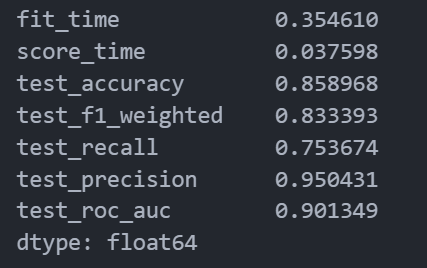 fit_time 0.354610
score_time 0.037598
test_accuracy 0.858968
test_f1_weighted 0.833393
test_recall 0.753674
test_precision 0.950431
test_roc_auc 0.901349
dtype: float64